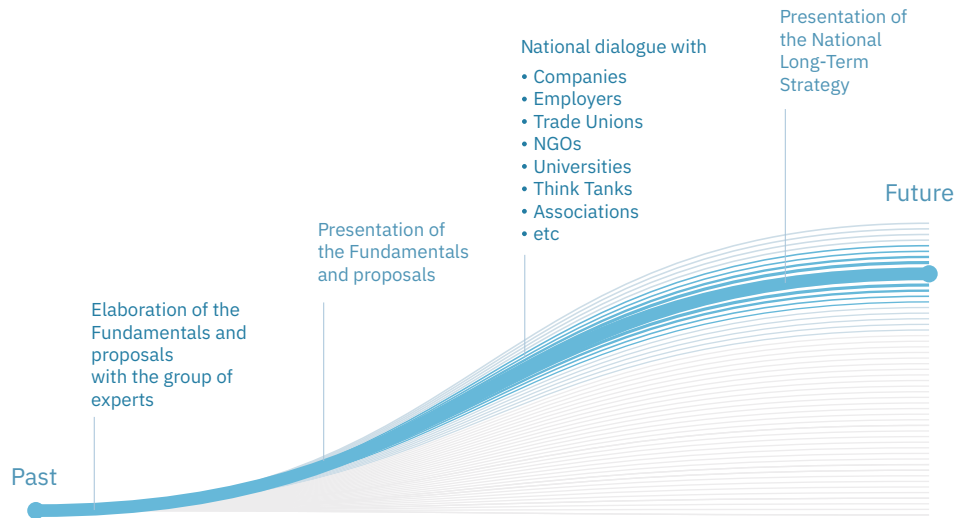 Past
Elaboration of the
Fundamentals and
proposals
with the group of
experts
Presentation of
the Fundamentals
and proposals
National dialogue with
• Companies
• Employers
• Trade Unions
• NGOs
• Universities
• Think Tanks
• Associations
• etc
Presentation of
the National
Long-Term
Strategy
Future